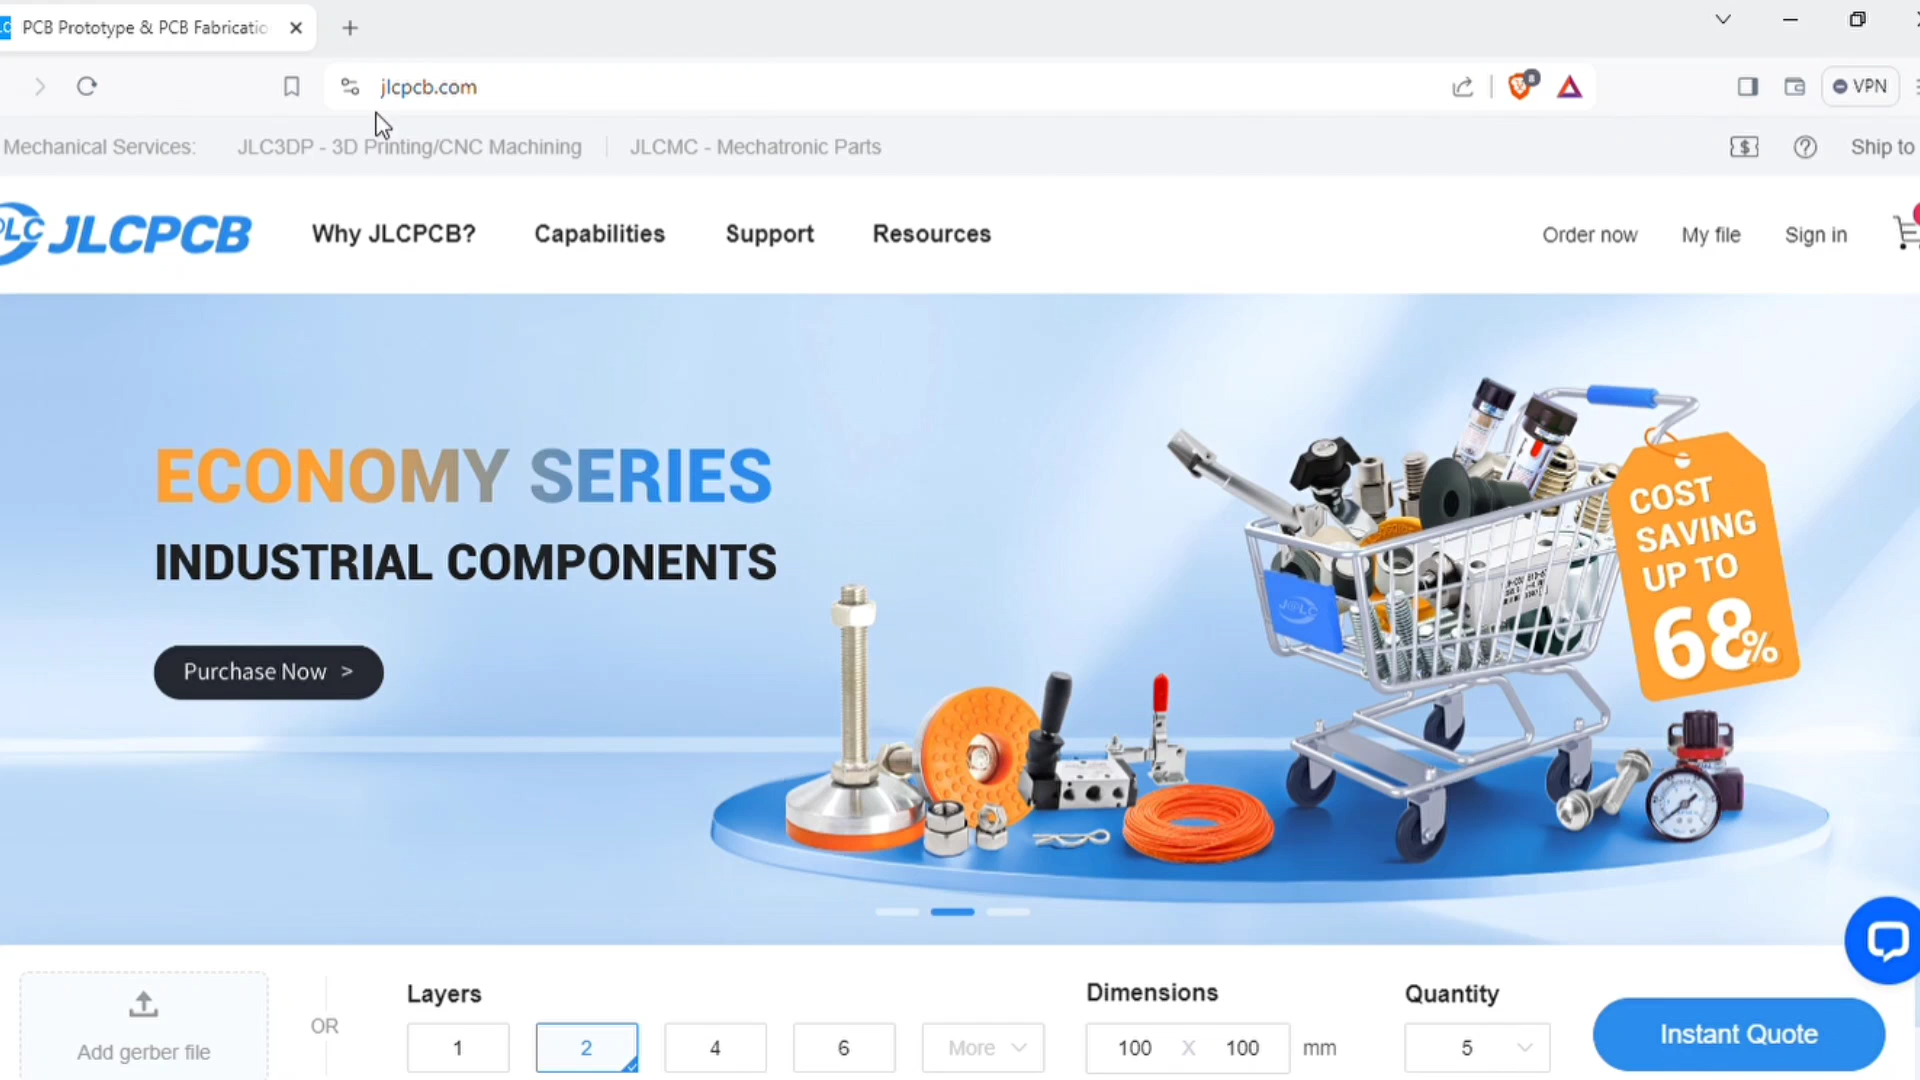 PCB Prototype & PCB Fabricatio
jlcpcb.com
VPN
Mechanical Services:
JLC3DP - 3D Printing/CNC Machining
JLCMC - Mechatronic Parts
Ship to
JLCPCB
Why JLCPCB?
Capabilities
Support
Resources
Order now
My file
Sign in
ECONOMY SERIES
INDUSTRIAL COMPONENTS
Purchase Now >
COST
SAVING
UP TO
68%
Layers
Dimensions
Quantity
Add gerber file
OR
1
2
4
6
More
100 X 100 mm
5
Instant Quote